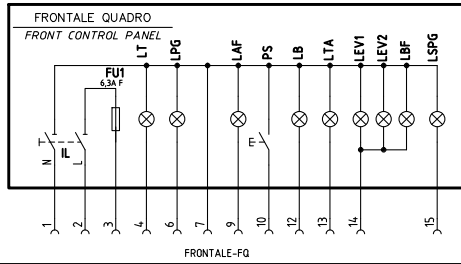 FRONTALE QUADRO
FRONT CONTROL PANEL
LT
LPG
LAF
PS
LB
LTA
LEV1
LEV2
LBF
LSPG
FU1
6,3A F
IL
N
L
1
2
3
4
6
7
9
10
12
13
14
15
FRONTALE-FQ